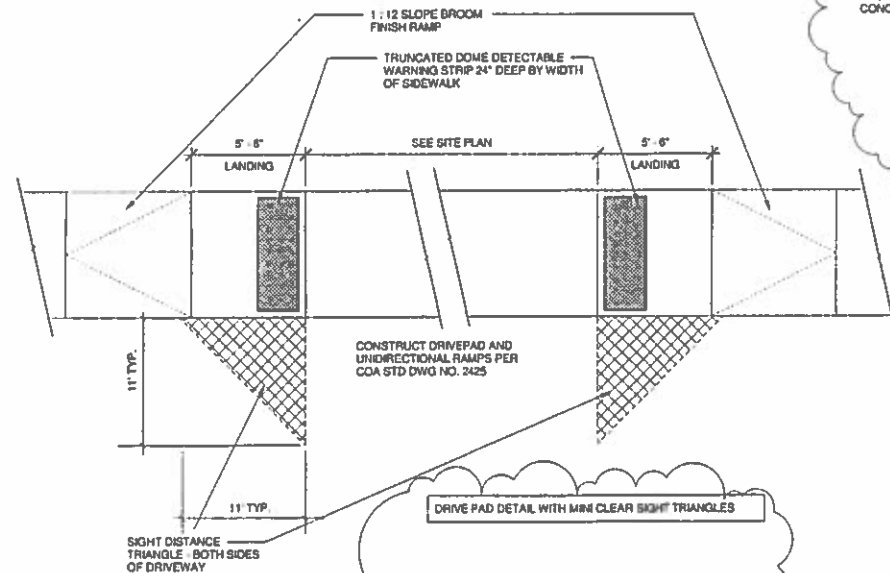 1:12 SLOPE BROOM
FINISH RAMP
CONC
TRUNCATED DOME DETECTABLE
WARNING STRIP 24" DEEP BY WIDTH
OF SIDEWALK
5' - 6"
SEE SITE PLAN
5' - 6"
LANDING
LANDING
CONSTRUCT DRIVEPAD AND
UNIDIRECTIONAL RAMPS PER
COA STD DWG NO. 2425
11' TYP.
11' TYP.
DRIVE PAD DETAIL WITH MINI CLEAR SIGHT TRIANGLES
SIGHT DISTANCE
TRIANGLE - BOTH SIDES
OF DRIVEWAY